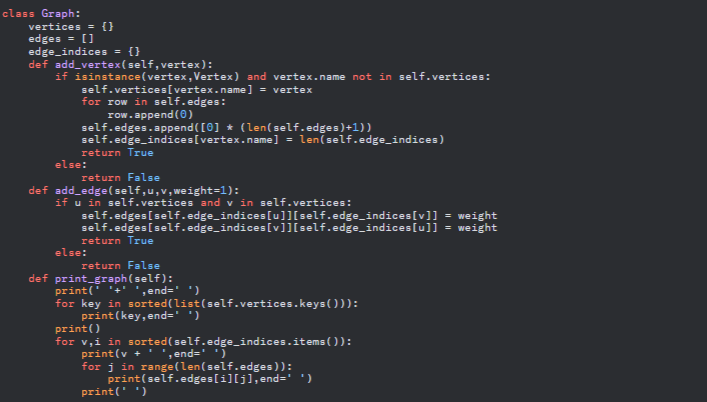 class Graph:
    vertices = {}
    edges = []
    edge_indices = {}
    def add_vertex(self,vertex):
        if isinstance(vertex,Vertex) and vertex.name not in self.vertices:
            self.vertices[vertex.name] = vertex
            for row in self.edges:
                row.append(0)
            self.edges.append([0] * (len(self.edges)+1))
            self.edge_indices[vertex.name] = len(self.edge_indices)
            return True
        else:
            return False
    def add_edge(self,u,v,weight=1):
        if u in self.vertices and v in self.vertices:
            self.edges[self.edge_indices[u]][self.edge_indices[v]] = weight
            self.edges[self.edge_indices[v]][self.edge_indices[u]] = weight
            return True
        else:
            return False
    def print_graph(self):
        print(' '+' ',end=' ')
        for key in sorted(list(self.vertices.keys())):
            print(key,end=' ')
        print()
        for v,i in sorted(self.edge_indices.items()):
            print(v + ' ',end=' ')
            for j in range(len(self.edges)):
                print(self.edges[i][j],end=' ')
            print(' ')